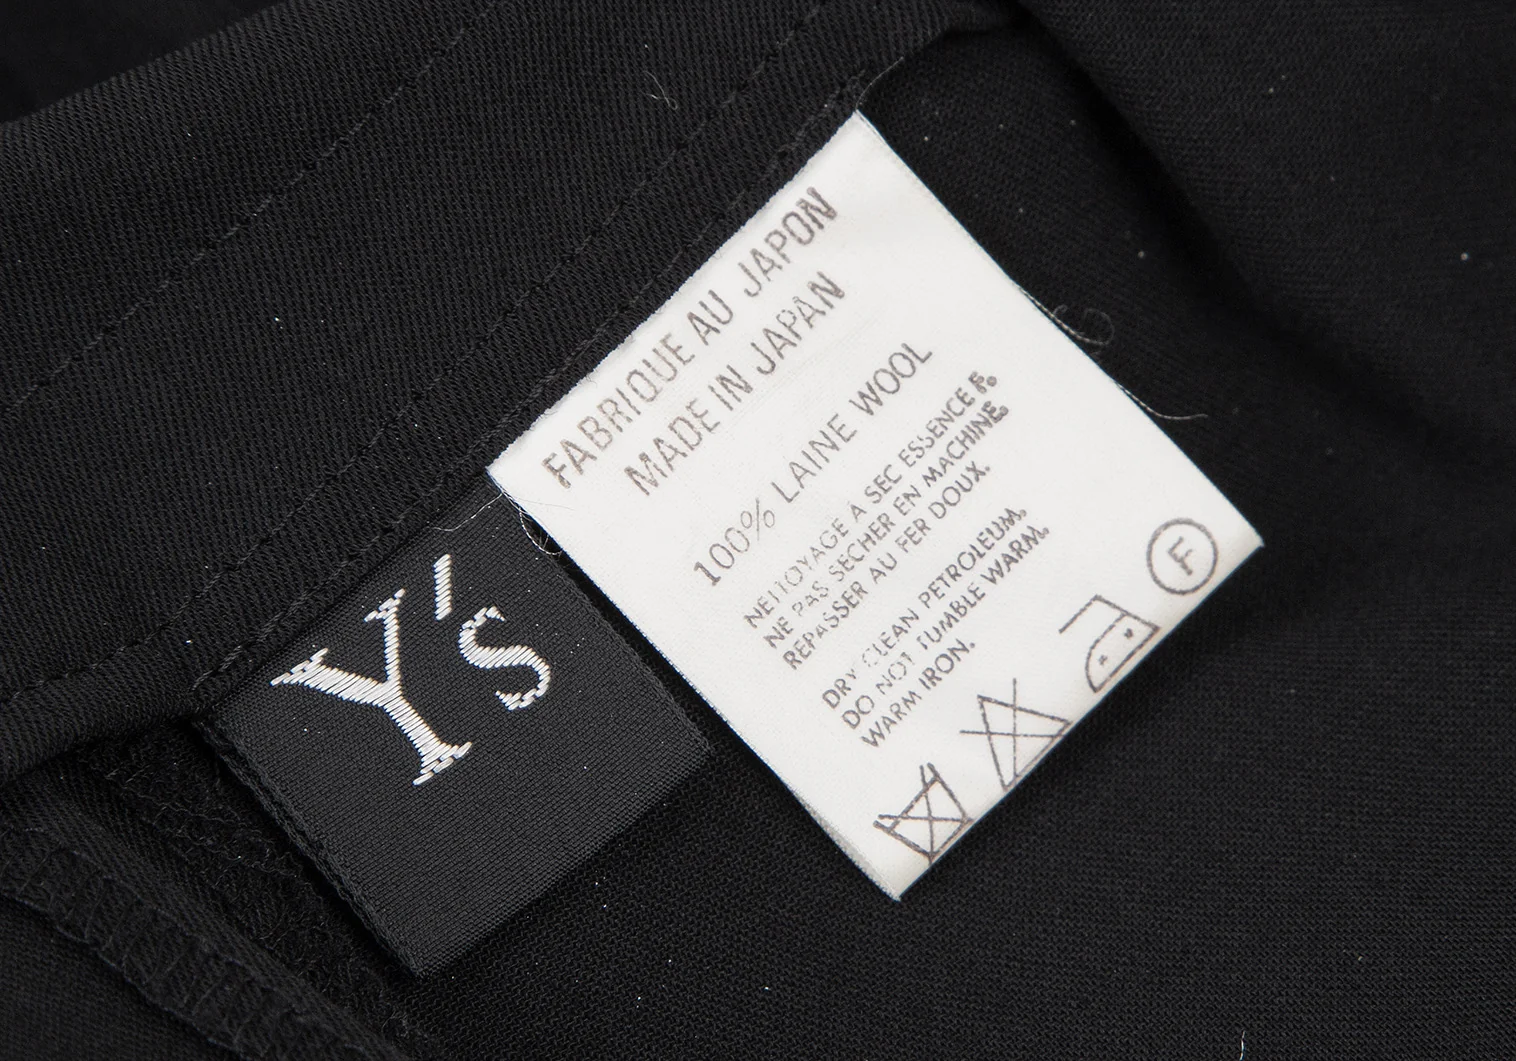 Y's
FABRIQUE AU JAPON
MADE IN JAPAN
100% LAINE WOOL
NETTOYAGE A SEC ESSENCE F.
NE PAS SECHER EN MACHINE.
REPASSER AU FER DOUX.
DRY CLEAN PETROLEUM.
DO NOT TUMBLE WARM.
WARM IRON.
F